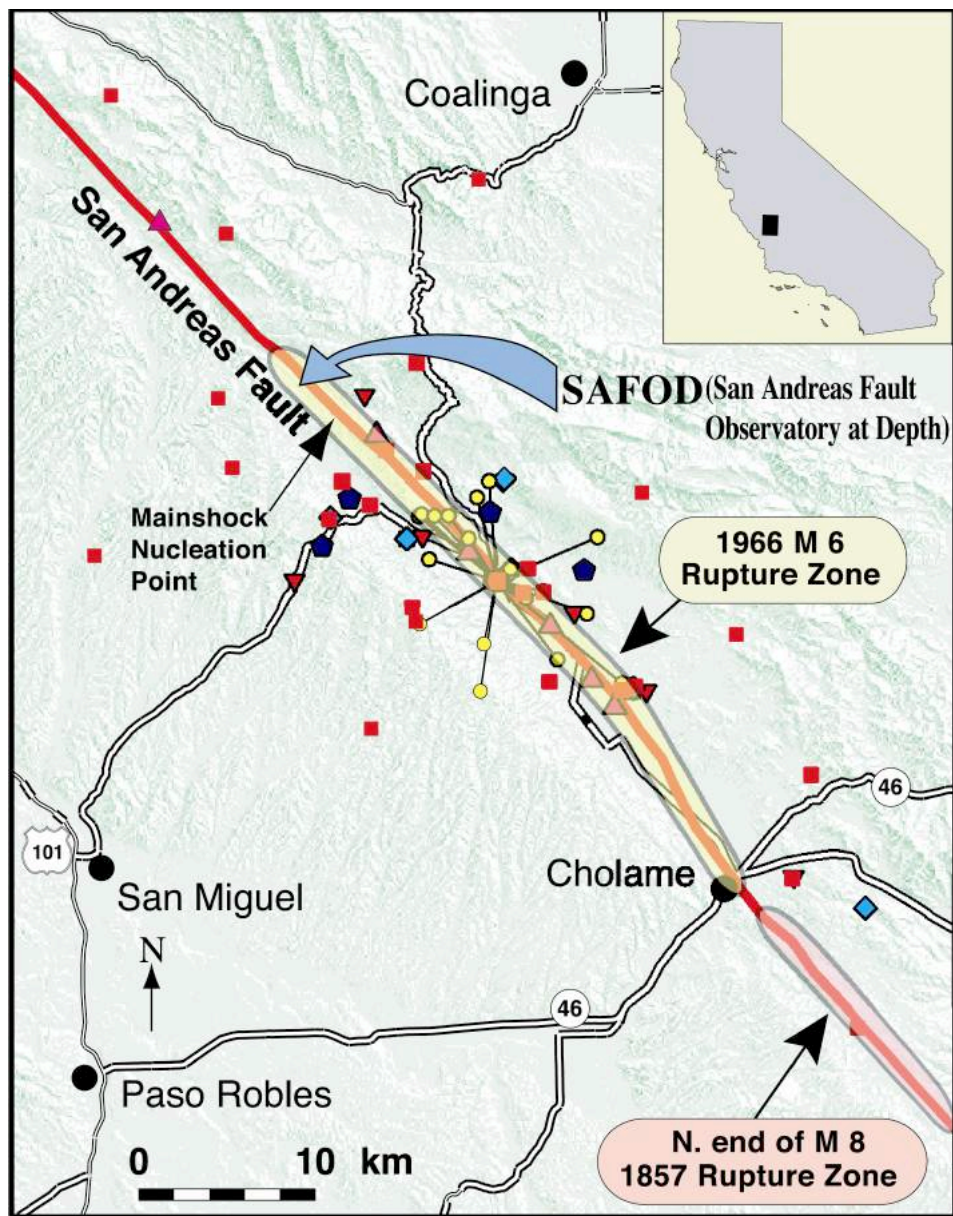 Coalinga
San Andreas Fault
SAFOD (San Andreas Fault
Observatory at Depth)
Mainshock
Nucleation
Point
1966 M 6
Rupture Zone
46
101
Cholame
San Miguel
N
46
Paso Robles
0 10 km
N. end of M 8
1857 Rupture Zone